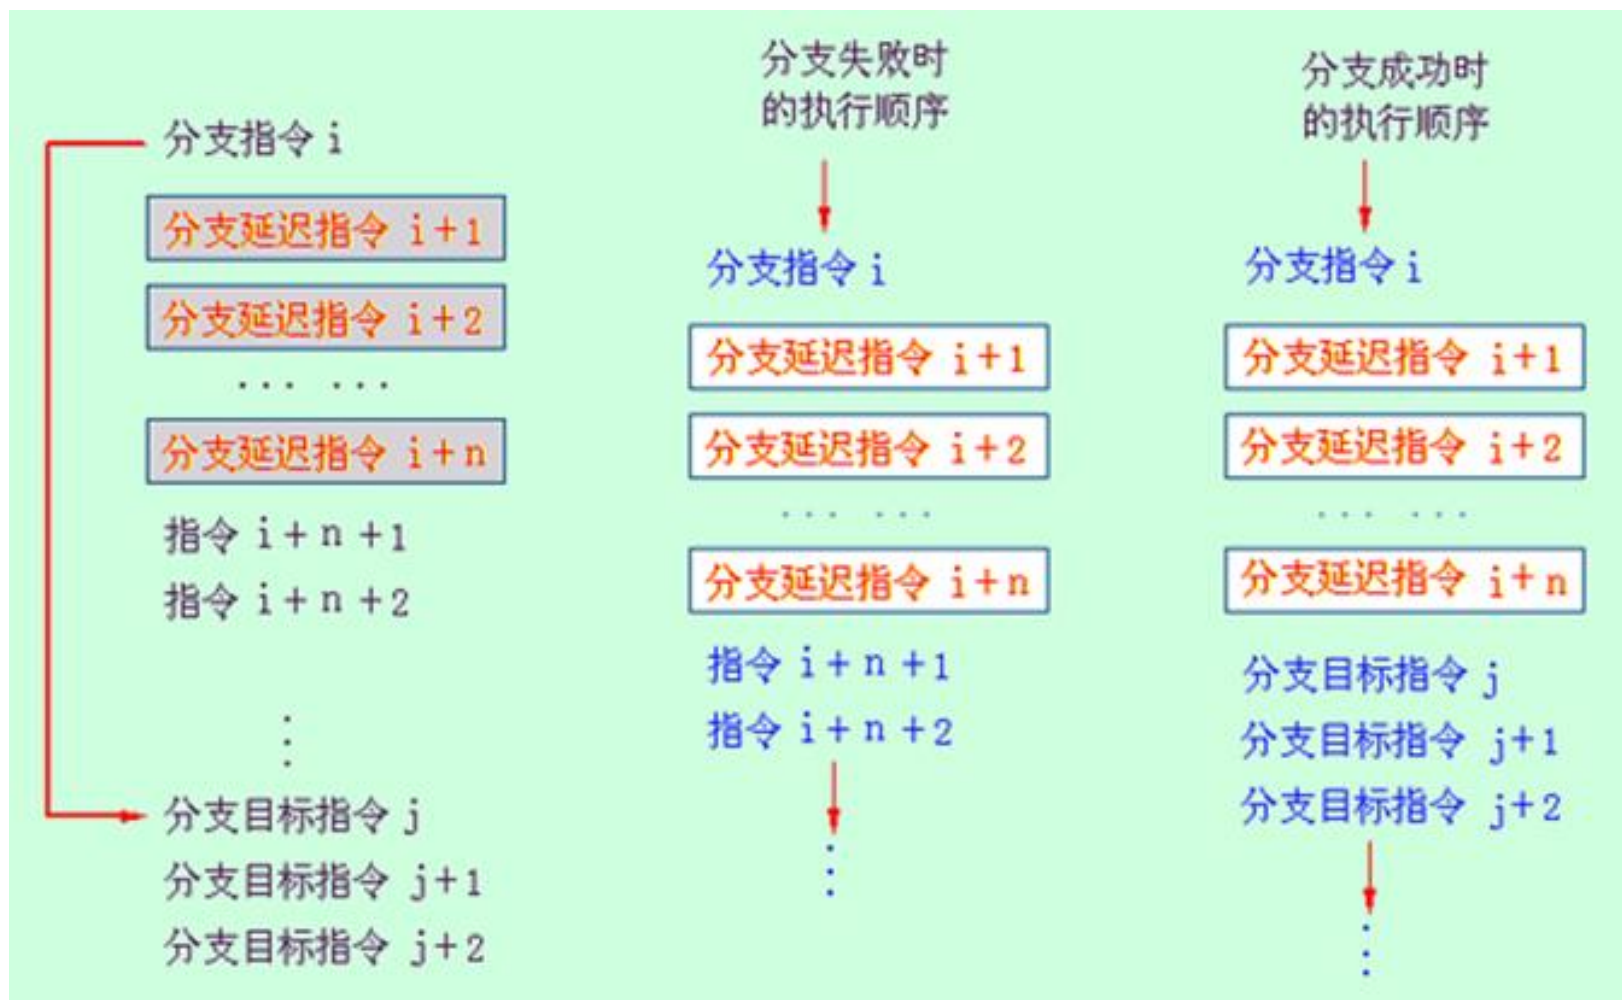 分支指令 i
分支延迟指令 i+1
分支延迟指令 i+2
… …
分支延迟指令 i+n
指令 i+n+1
指令 i+n+2
⋮
分支目标指令 j
分支目标指令 j+1
分支目标指令 j+2
分支失败时
的执行顺序
分支指令 i
分支延迟指令 i+1
分支延迟指令 i+2
… …
分支延迟指令 i+n
指令 i+n+1
指令 i+n+2
⋮
分支成功时
的执行顺序
分支指令 i
分支延迟指令 i+1
分支延迟指令 i+2
… …
分支延迟指令 i+n
分支目标指令 j
分支目标指令 j+1
分支目标指令 j+2
⋮